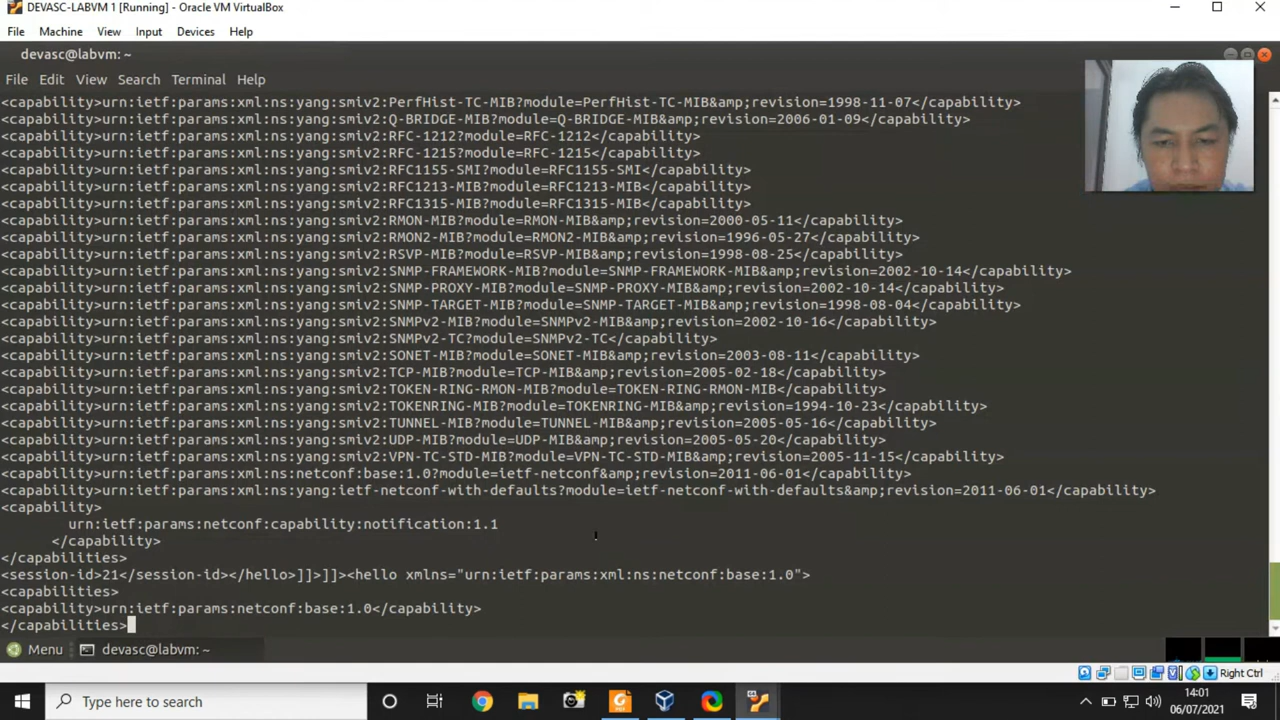 DEVASC-LABVM 1 [Running] - Oracle VM VirtualBox
File Machine View Input Devices Help
devasc@labvm: ~
File Edit View Search Terminal Help
<capability>urn:ietf:params:xml:ns:yang:smiv2:PerfHist-TC-MIB?module=PerfHist-TC-MIB&amp;revision=1998-11-07</capability>
<capability>urn:ietf:params:xml:ns:yang:smiv2:Q-BRIDGE-MIB?module=Q-BRIDGE-MIB&amp;revision=2006-01-09</capability>
<capability>urn:ietf:params:xml:ns:yang:smiv2:RFC-1212?module=RFC-1212</capability>
<capability>urn:ietf:params:xml:ns:yang:smiv2:RFC-1215?module=RFC-1215</capability>
<capability>urn:ietf:params:xml:ns:yang:smiv2:RFC1155-SMI?module=RFC1155-SMI</capability>
<capability>urn:ietf:params:xml:ns:yang:smiv2:RFC1213-MIB?module=RFC1213-MIB</capability>
<capability>urn:ietf:params:xml:ns:yang:smiv2:RFC1315-MIB?module=RFC1315-MIB</capability>
<capability>urn:ietf:params:xml:ns:yang:smiv2:RMON-MIB?module=RMON-MIB&amp;revision=2000-05-11</capability>
<capability>urn:ietf:params:xml:ns:yang:smiv2:RMON2-MIB?module=RMON2-MIB&amp;revision=1996-05-27</capability>
<capability>urn:ietf:params:xml:ns:yang:smiv2:RSVP-MIB?module=RSVP-MIB&amp;revision=1998-08-25</capability>
<capability>urn:ietf:params:xml:ns:yang:smiv2:SNMP-FRAMEWORK-MIB?module=SNMP-FRAMEWORK-MIB&amp;revision=2002-10-14</capability>
<capability>urn:ietf:params:xml:ns:yang:smiv2:SNMP-PROXY-MIB?module=SNMP-PROXY-MIB&amp;revision=2002-10-14</capability>
<capability>urn:ietf:params:xml:ns:yang:smiv2:SNMP-TARGET-MIB?module=SNMP-TARGET-MIB&amp;revision=1998-08-04</capability>
<capability>urn:ietf:params:xml:ns:yang:smiv2:SNMPv2-MIB?module=SNMPv2-MIB&amp;revision=2002-10-16</capability>
<capability>urn:ietf:params:xml:ns:yang:smiv2:SNMPv2-TC?module=SNMPv2-TC</capability>
<capability>urn:ietf:params:xml:ns:yang:smiv2:SONET-MIB?module=SONET-MIB&amp;revision=2003-08-11</capability>
<capability>urn:ietf:params:xml:ns:yang:smiv2:TCP-MIB?module=TCP-MIB&amp;revision=2005-02-18</capability>
<capability>urn:ietf:params:xml:ns:yang:smiv2:TOKEN-RING-RMON-MIB?module=TOKEN-RING-RMON-MIB</capability>
<capability>urn:ietf:params:xml:ns:yang:smiv2:TOKENRING-MIB?module=TOKENRING-MIB&amp;revision=1994-10-23</capability>
<capability>urn:ietf:params:xml:ns:yang:smiv2:TUNNEL-MIB?module=TUNNEL-MIB&amp;revision=2005-05-16</capability>
<capability>urn:ietf:params:xml:ns:yang:smiv2:UDP-MIB?module=UDP-MIB&amp;revision=2005-05-20</capability>
<capability>urn:ietf:params:xml:ns:yang:smiv2:VPN-TC-STD-MIB?module=VPN-TC-STD-MIB&amp;revision=2005-11-15</capability>
<capability>urn:ietf:params:xml:ns:netconf:base:1.0?module=ietf-netconf&amp;revision=2011-06-01</capability>
<capability>urn:ietf:params:xml:ns:yang:ietf-netconf-with-defaults?module=ietf-netconf-with-defaults&amp;revision=2011-06-01</capability>
<capability>
urn:ietf:params:netconf:capability:notification:1.1
</capability>
</capabilities>
<session-id>21</session-id></hello>]]>]]><hello xmlns="urn:ietf:params:xml:ns:netconf:base:1.0">
<capabilities>
<capability>urn:ietf:params:netconf:base:1.0</capability>
</capabilities>
Menu devasc@labvm: ~
Right Ctrl
Type here to search
14:01
06/07/2021